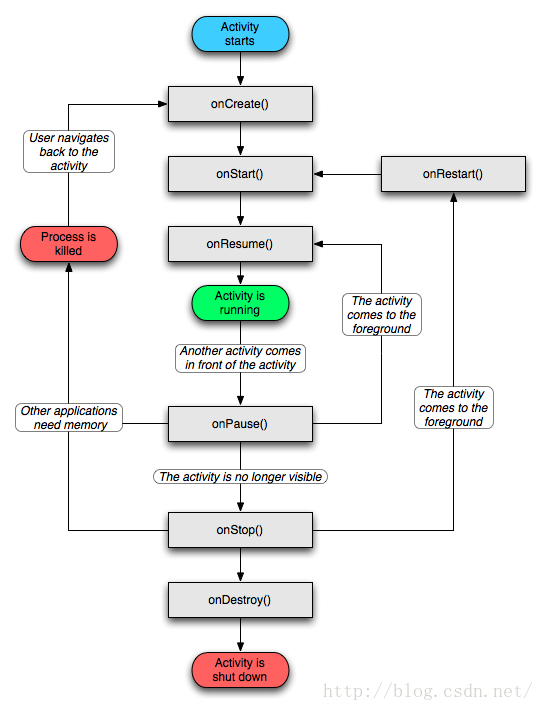 Activity
starts
onCreate()
User navigates
back to the
activity
onStart()
onRestart()
Process is
killed
onResume()
Activity is
running
The activity
comes to the
foreground
Another activity comes
in front of the activity
The activity
comes to the
foreground
Other applications
need memory
onPause()
The activity is no longer visible
onStop()
onDestroy()
Activity is
shut down
http://blog.csdn.net/